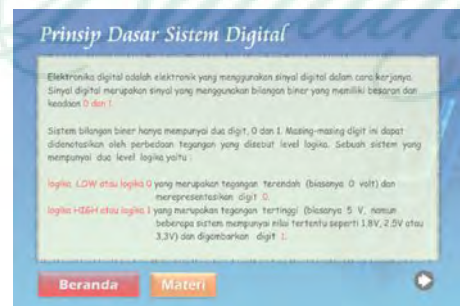 Prinsip Dasar Sistem Digital
Elektronika digital adalah elektronik yang menggunakan sinyal digital dalam cara kerjanya.
Sinyal digital merupakan sinyal yang menggunakan bilangan biner yang memiliki besaran dan
keadaan 0 dan 1.
Sistem bilangan biner hanya mempunyai dua digit, 0 dan 1. Masing-masing digit ini dapat
didenotasikan oleh perbedaan tegangan yang disebut level logika. Sebuah sistem yang
mempunyai dua level logika yaitu :
logika LOW atau logika 0 yang merupakan tegangan terendah (biasanya 0 volt) dan
merepresentasikan digit 0.
logika HIGH atau logika 1 yang merupakan tegangan tertinggi (biasanya 5 V, namun
beberapa sistem mempunyai nilai tertentu seperti 1.8V, 2,5V atau
3,3V) dan digambarkan digit 1.
Beranda
Materi